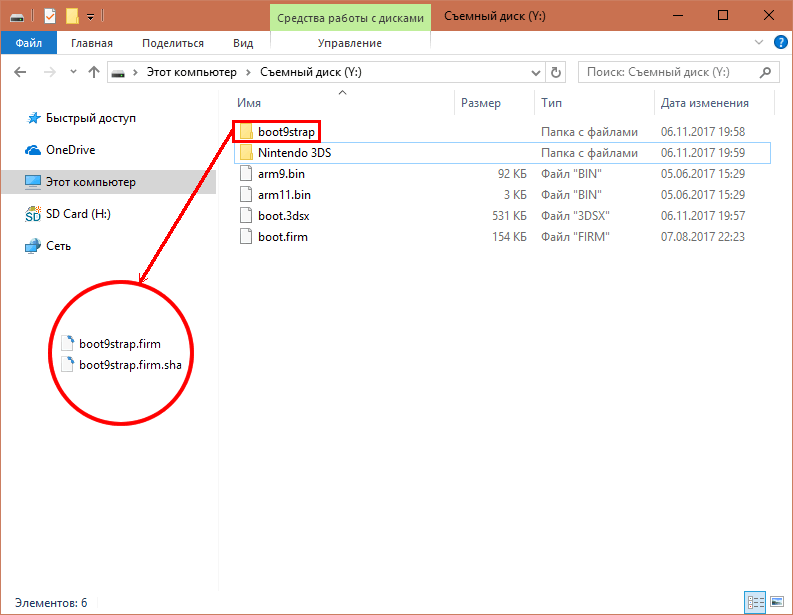 Средства работы с дисками
Съемный диск (Y:)
Файл
Главная
Поделиться
Вид
Управление
Этот компьютер > Съемный диск (Y:)
Поиск: Съемный диск (Y:)
Имя Размер Тип Дата изменения
Быстрый доступ
OneDrive
Этот компьютер
SD Card (H:)
Сеть
boot9strap Папка с файлами 06.11.2017 19:58
Nintendo 3DS Папка с файлами 06.11.2017 19:59
arm9.bin 92 КБ Файл "BIN" 05.06.2017 15:29
arm11.bin 3 КБ Файл "BIN" 05.06.2017 15:29
boot.3dsx 531 КБ Файл "3DSX" 06.11.2017 19:57
boot.firm 154 КБ Файл "FIRM" 07.08.2017 22:23
boot9strap.firm
boot9strap.firm.sha
Элементов: 6